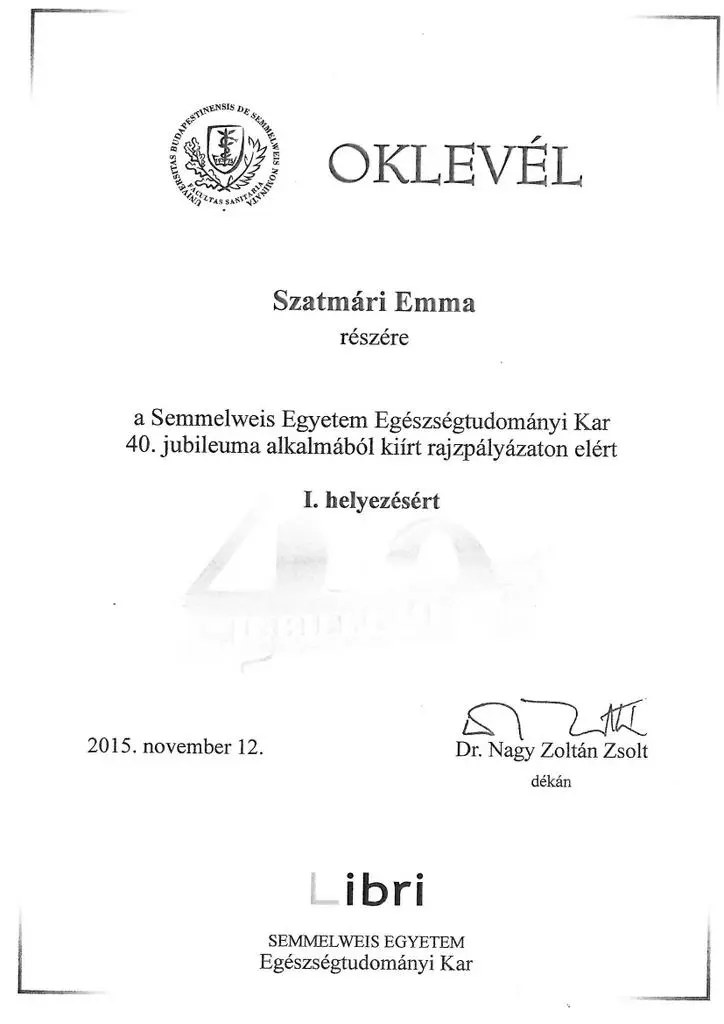 UNIVERSITAS BUDAPESTINENSIS DE SEMMELWEIS NOMINATA
FACULTAS SANITARIA
OKLEVÉL
Szatmári Emma
részére
a Semmelweis Egyetem Egészségtudományi Kar
40. jubileuma alkalmából kiírt rajzpályázaton elért
I. helyezésért
40
2015. november 12.
Dr. Nagy Zoltán Zsolt
dékán
Libri
SEMMELWEIS EGYETEM
Egészségtudományi Kar